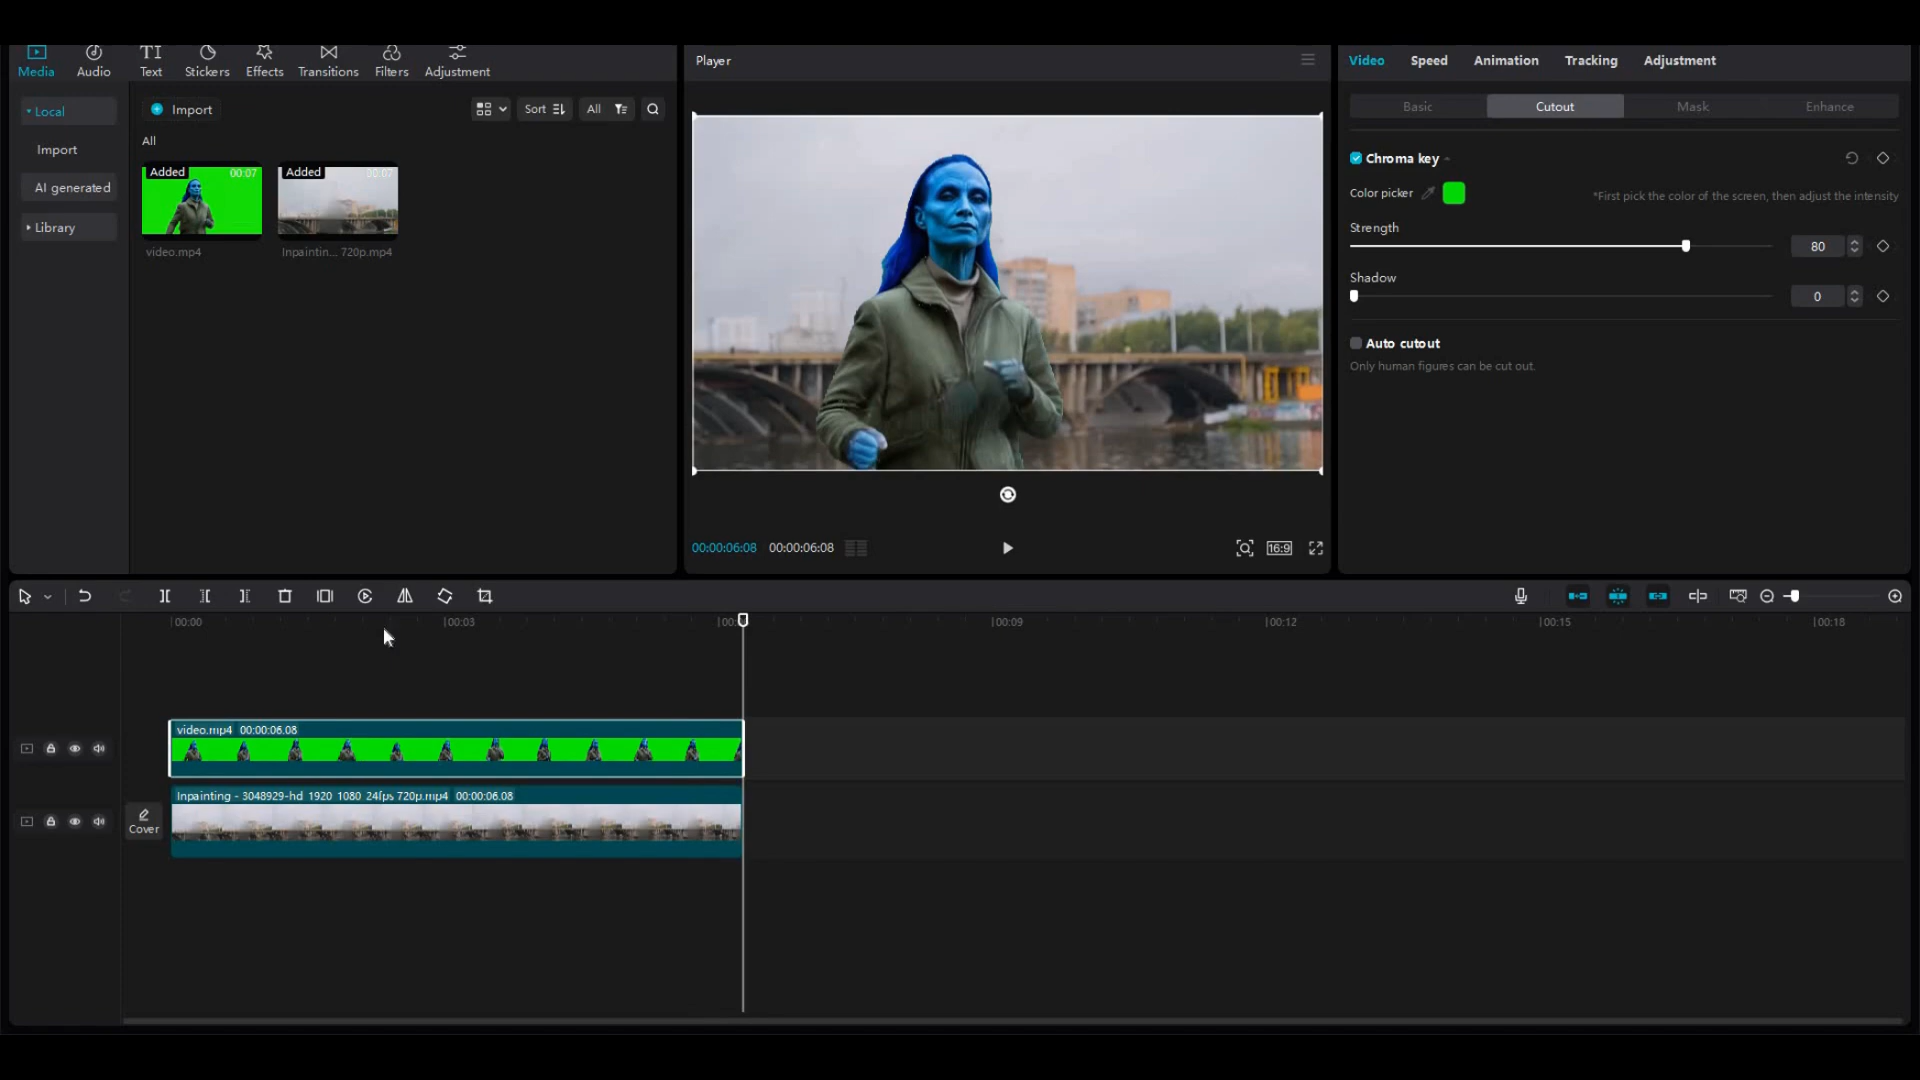 Media
Audio
Text
Stickers
Effects
Transitions
Filters
Adjustment
Local
Import
AI generated
Library
Import
Sort
All
All
Added 00:07
Added 00:07
video.mp4
Inpaintin... 720p.mp4
Player
00:00:06:08 00:00:06:08
16:9
Video Speed Animation Tracking Adjustment
Basic Cutout Mask Enhance
Chroma key
Color picker
*First pick the color of the screen, then adjust the intensity
Strength
80
Shadow
0
Auto cutout
Only human figures can be cut out.
00:00 00:03 00:09 00:12 00:15 00:18
video.mp4 00:00:06:08
Cover
Inpainting - 3048929-hd_1920_1080_24fps 720p.mp4 00:00:06:08